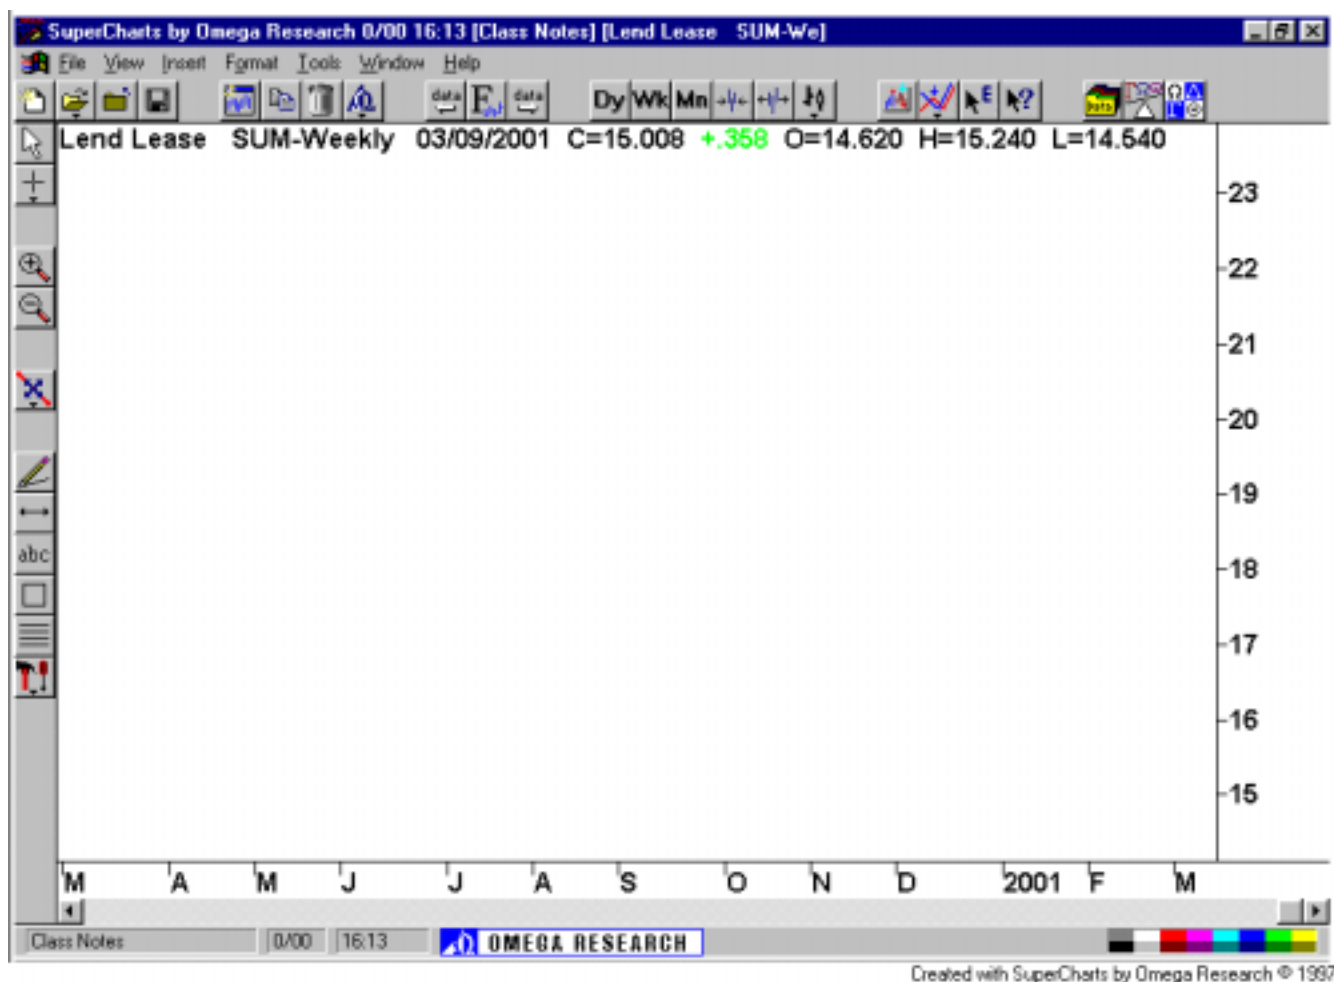 SuperCharts by Omega Research 0/00 16:13 [Class Notes] [Lend Lease SUM-We]
File View Insert Format Tools Window Help
data F data Dy Wk Mn E ?
Lend Lease SUM-Weekly 03/09/2001 C=15.008 +.358 O=14.620 H=15.240 L=14.540
23
22
21
20
19
abc
18
17
16
15
M A M J J A S O N D 2001 F M
Class Notes 0/00 16:13 OMEGA RESEARCH
Created with SuperCharts by Omega Research © 1997